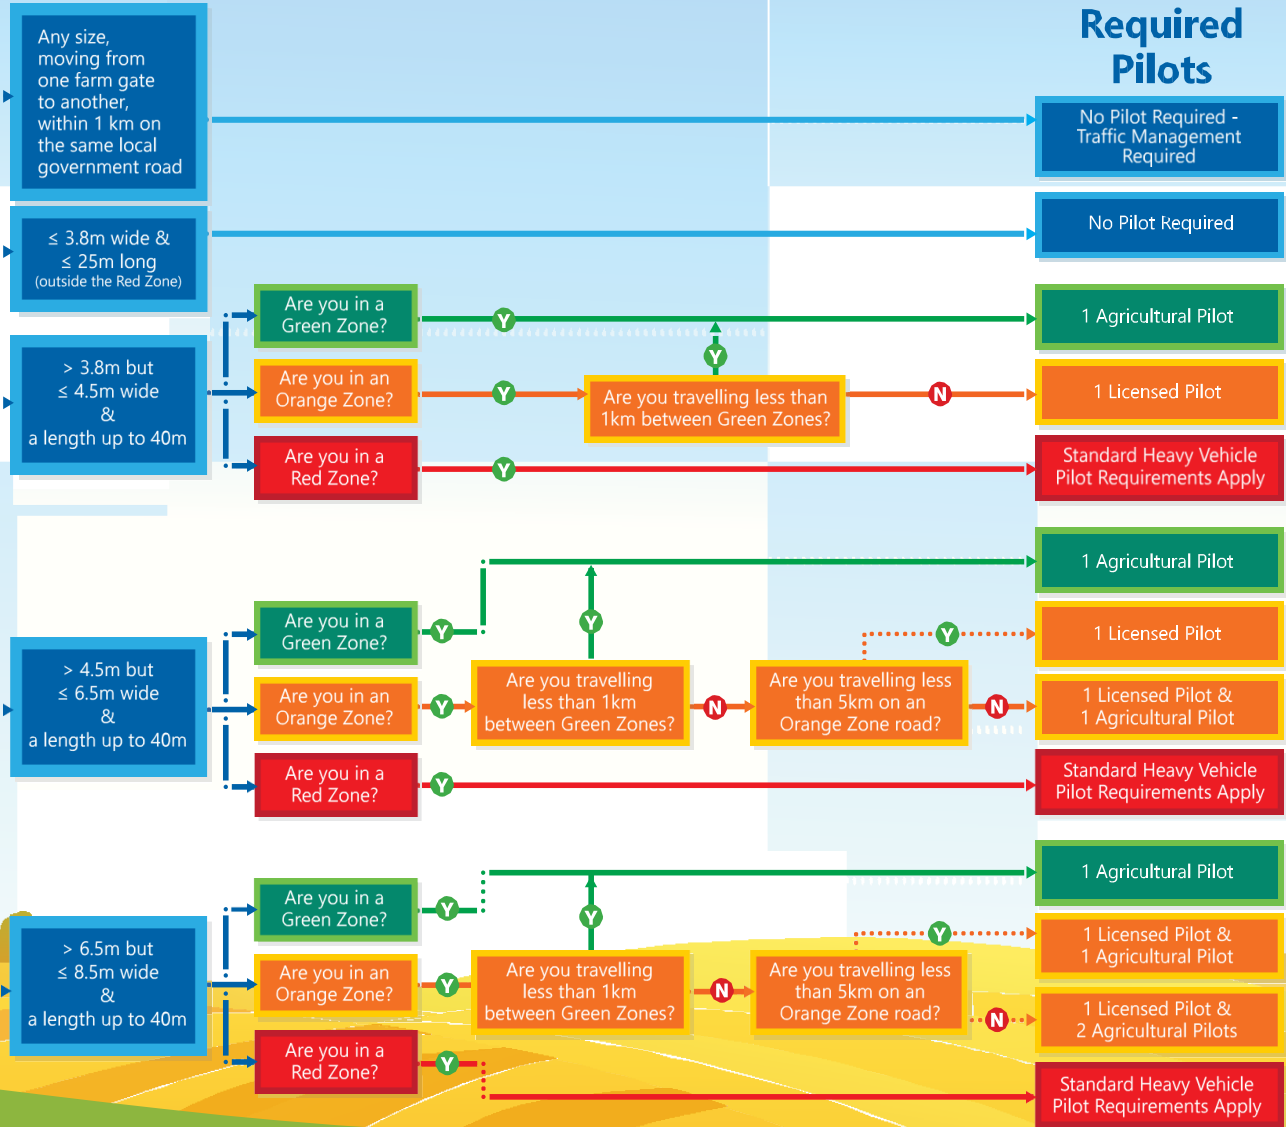 Required
Pilots
Any size,
moving from
one farm gate
to another,
within 1 km on
the same local
government road
No Pilot Required -
Traffic Management
Required
≤ 3.8m wide &
≤ 25m long
(outside the Red Zone)
No Pilot Required
> 3.8m but
≤ 4.5m wide
&
a length up to 40m
Are you in a
Green Zone?
Y
1 Agricultural Pilot
Are you in an
Orange Zone?
Y
Are you travelling less than
1km between Green Zones?
Y
N
1 Licensed Pilot
Are you in a
Red Zone?
Y
Standard Heavy Vehicle
Pilot Requirements Apply
> 4.5m but
≤ 6.5m wide
&
a length up to 40m
Are you in a
Green Zone?
Y
1 Agricultural Pilot
Are you in an
Orange Zone?
Y
Are you travelling
less than 1km
between Green Zones?
Y
N
Are you travelling less
than 5km on an
Orange Zone road?
Y
1 Licensed Pilot
N
1 Licensed Pilot &
1 Agricultural Pilot
Are you in a
Red Zone?
Y
Standard Heavy Vehicle
Pilot Requirements Apply
> 6.5m but
≤ 8.5m wide
&
a length up to 40m
Are you in a
Green Zone?
Y
1 Agricultural Pilot
Are you in an
Orange Zone?
Y
Are you travelling
less than 1km
between Green Zones?
Y
N
Are you travelling less
than 5km on an
Orange Zone road?
Y
1 Licensed Pilot &
1 Agricultural Pilot
N
1 Licensed Pilot &
2 Agricultural Pilots
Are you in a
Red Zone?
Y
Standard Heavy Vehicle
Pilot Requirements Apply